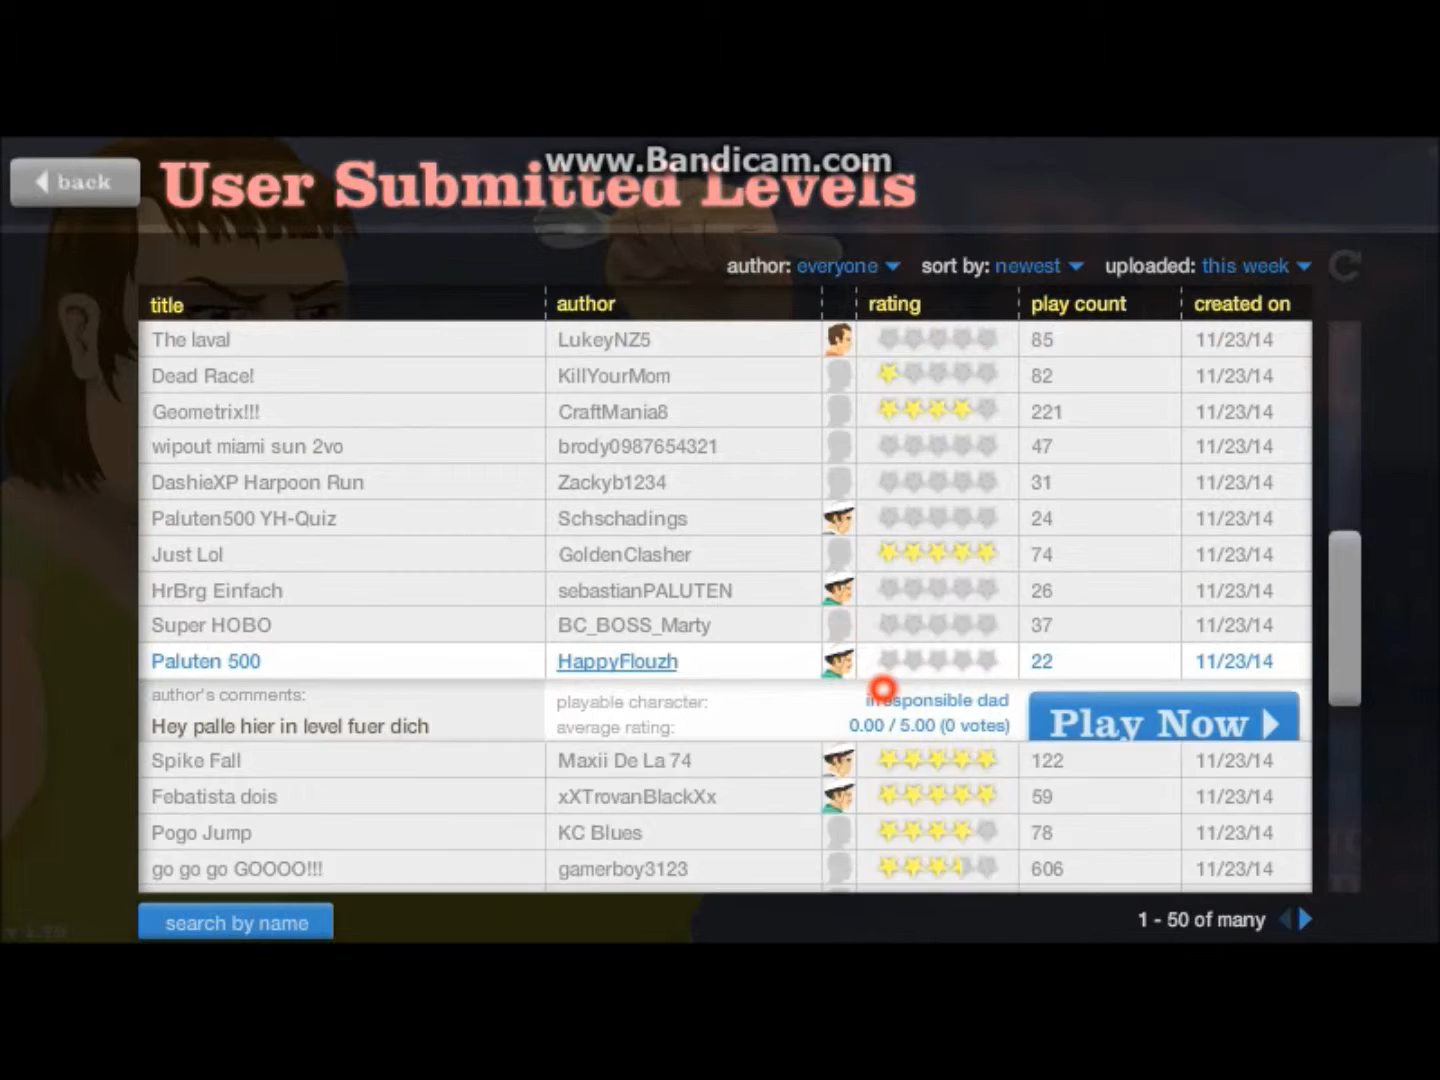 www.Bandicam.com
back
User Submitted Levels
author: everyone sort by: newest uploaded: this week
title author rating play count created on
The laval LukeyNZ5 85 11/23/14
Dead Race! KillYourMom 82 11/23/14
Geometrix!!! CraftMania8 221 11/23/14
wipout miami sun 2vo brody0987654321 47 11/23/14
DashieXP Harpoon Run Zackyb1234 31 11/23/14
Paluten500 YH-Quiz Schschadings 24 11/23/14
Just Lol GoldenClasher 74 11/23/14
HrBrg Einfach sebastianPALUTEN 26 11/23/14
Super HOBO BC_BOSS_Marty 37 11/23/14
Paluten 500 HappyFlouzh 22 11/23/14
author's comments: playable character: irresponsible dad
Hey palle hier in level fuer dich average rating: 0.00 / 5.00 (0 votes) Play Now
Spike Fall Maxii De La 74 122 11/23/14
Febatista dois xXTrovanBlackXx 59 11/23/14
Pogo Jump KC Blues 78 11/23/14
go go go GOOOO!!! gamerboy3123 606 11/23/14
search by name 1 - 50 of many